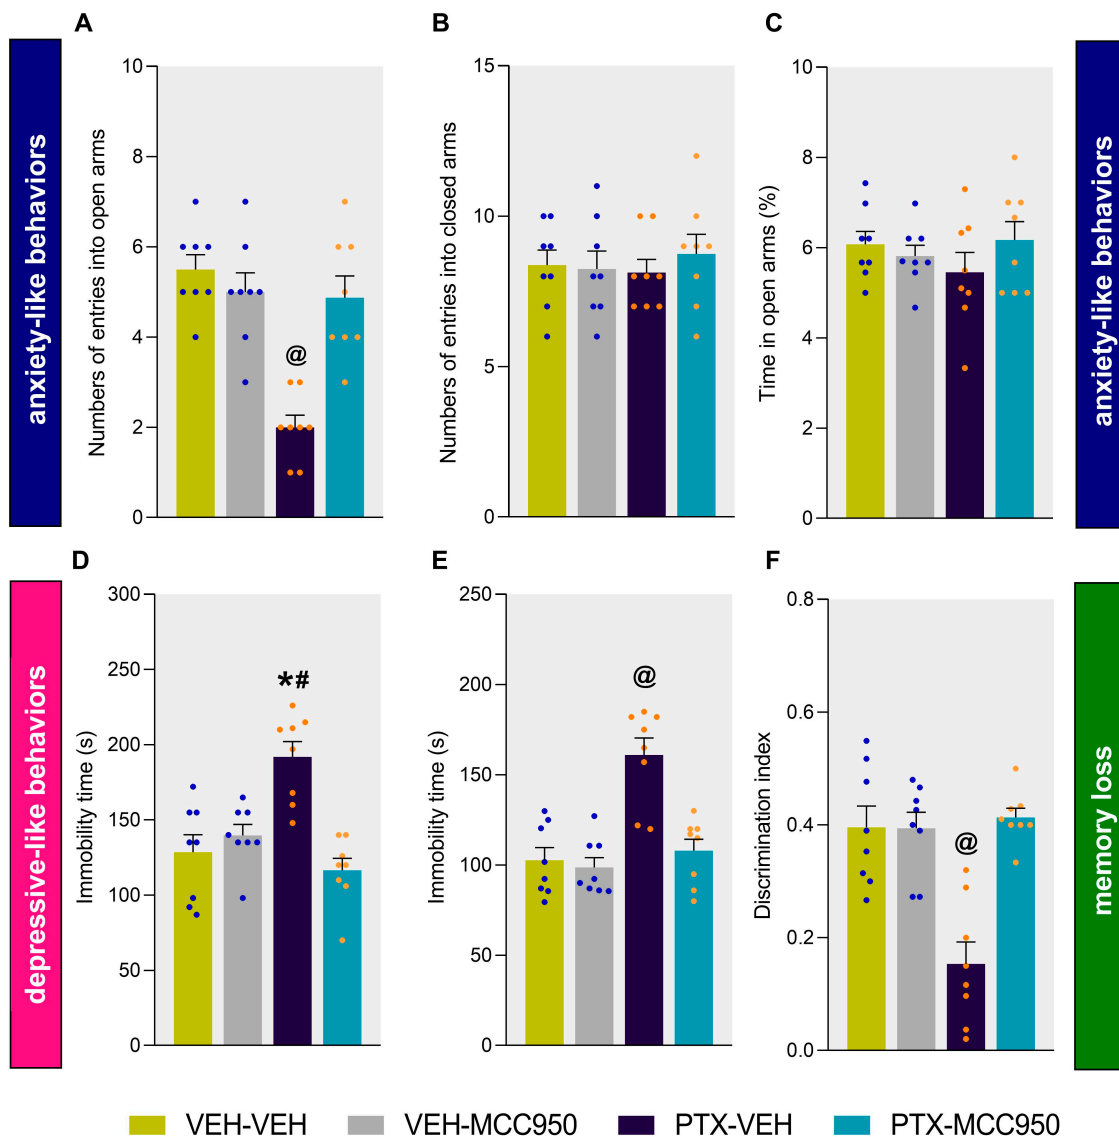 A
B
C
anxiety-like behaviors
Numbers of entries into open arms
10
8
6
4
2
0
@
Numbers of entries into closed arms
15
10
5
0
Time in open arms (%)
10
8
6
4
2
0
anxiety-like behaviors
D
E
F
depressive-like behaviors
Immobility time (s)
300
250
200
150
100
50
0
*#
Immobility time (s)
250
200
150
100
50
0
@
Discrimination index
0.8
0.6
0.4
0.2
0.0
@
memory loss
VEH-VEH VEH-MCC950 PTX-VEH PTX-MCC950